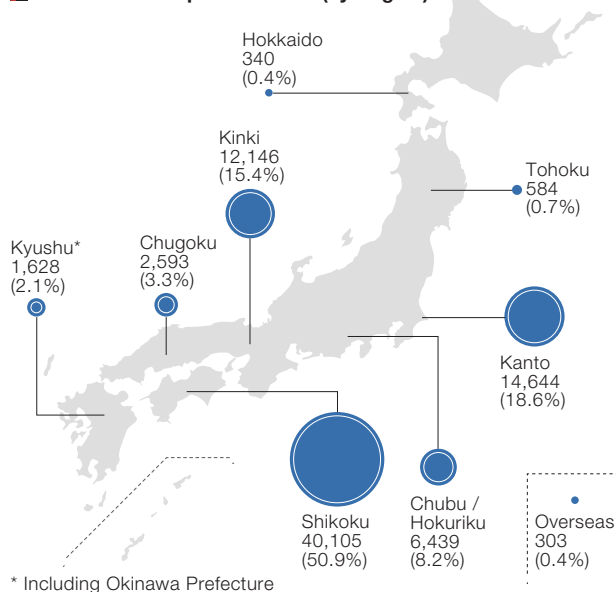 Hokkaido
340
(0.4%)
Kinki
12,146
(15.4%)
Tohoku
584
(0.7%)
Kyushu*
1,628
(2.1%)
Chugoku
2,593
(3.3%)
Kanto
14,644
(18.6%)
Shikoku
40,105
(50.9%)
Chubu /
Hokuriku
6,439
(8.2%)
Overseas
303
(0.4%)
* Including Okinawa Prefecture